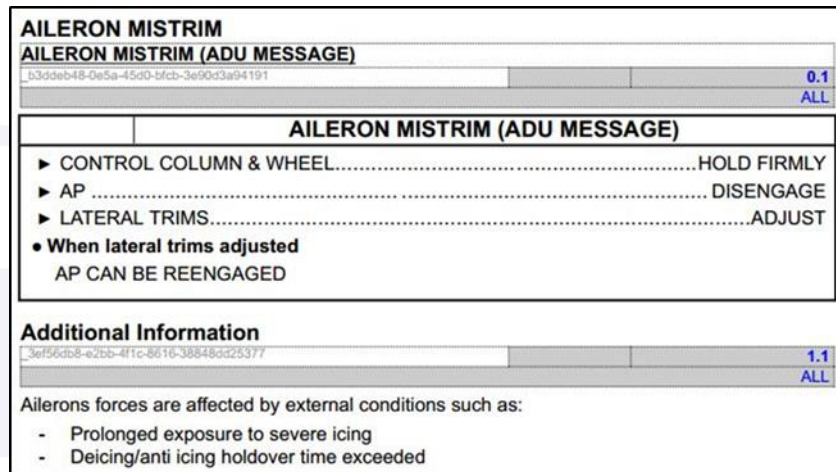 AILERON MISTRIM
AILERON MISTRIM (ADU MESSAGE)
_b3ddeb48-0e5a-45d0-bfcb-3e90d3a94191 0.1
ALL
AILERON MISTRIM (ADU MESSAGE)
► CONTROL COLUMN & WHEEL..............................................................HOLD FIRMLY
► AP ......................................................... ....................................................DISENGAGE
► LATERAL TRIMS.................................................................................................ADJUST
● When lateral trims adjusted
AP CAN BE REENGAGED
Additional Information
_3ef56db8-e2bb-4f1c-8616-38848dd25377 1.1
ALL
Ailerons forces are affected by external conditions such as:
- Prolonged exposure to severe icing
- Deicing/anti icing holdover time exceeded